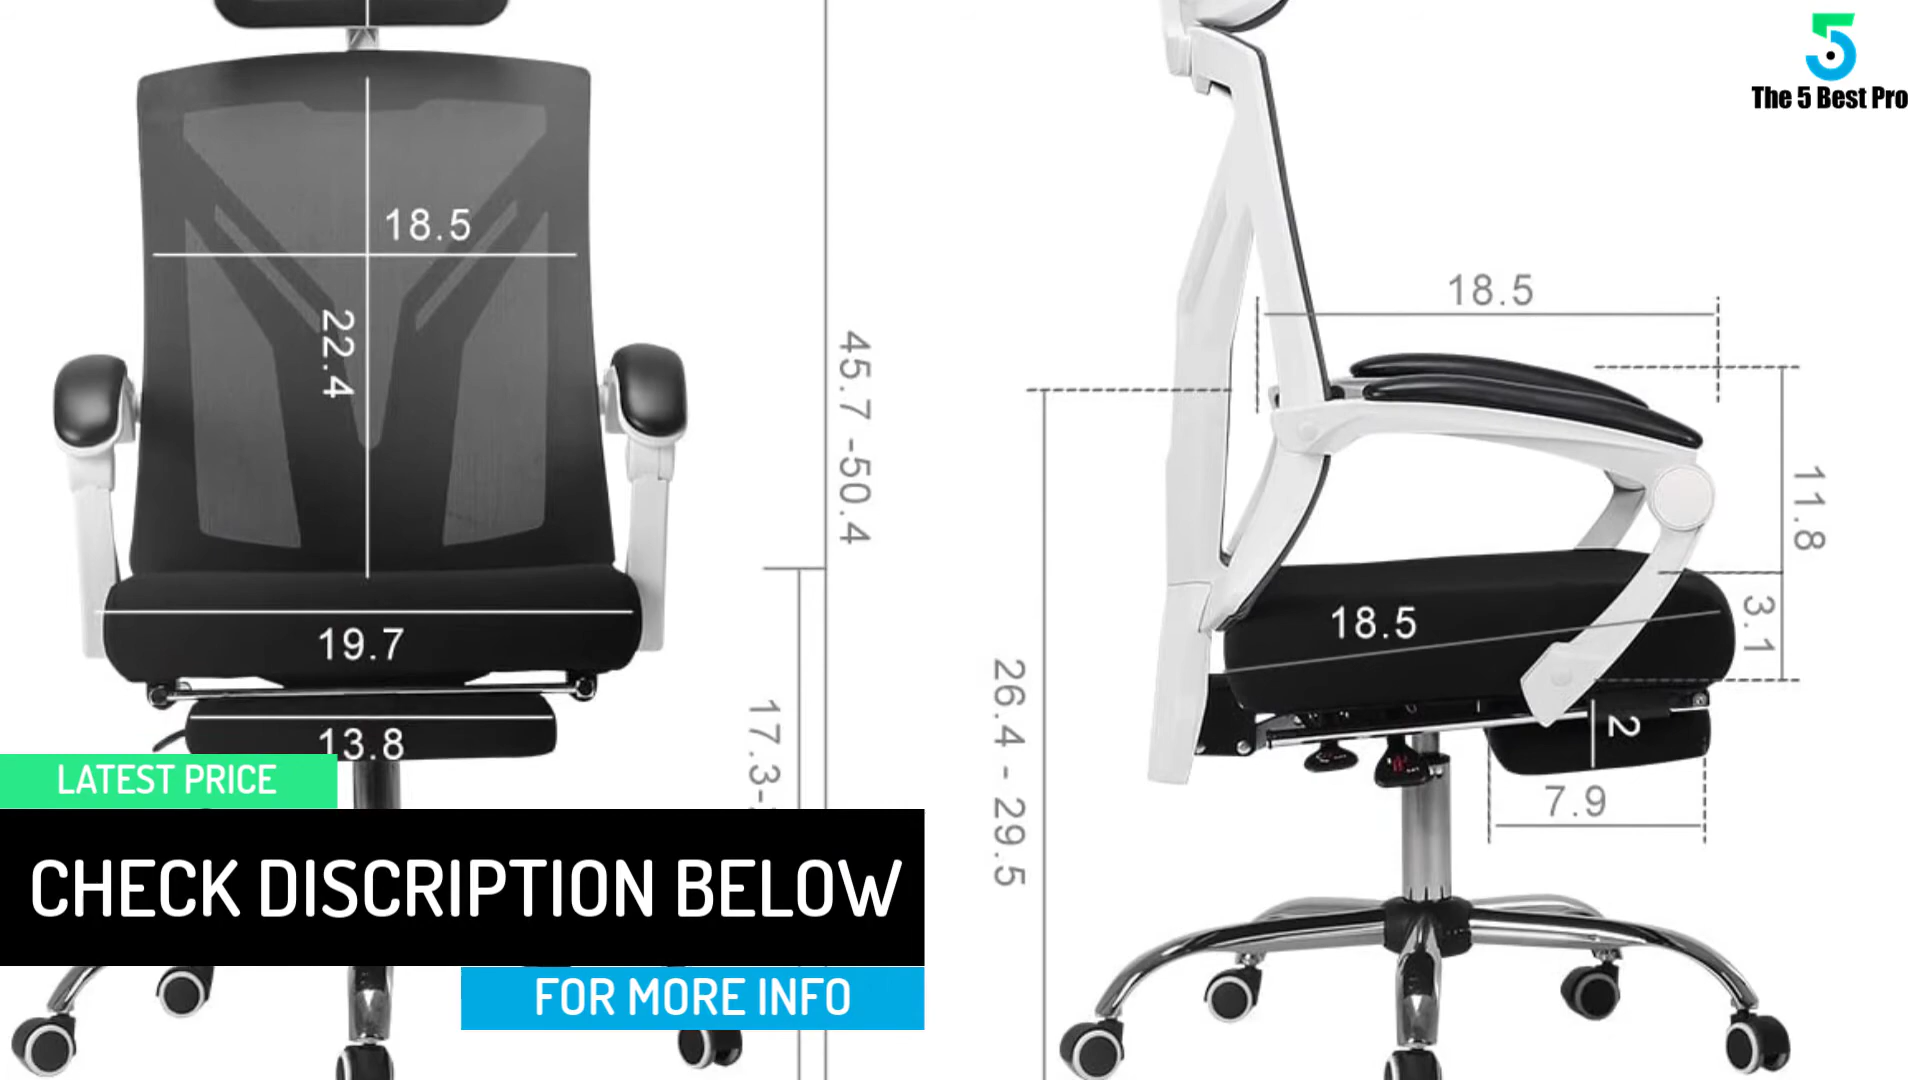 The 5 Best Pro
18.5
22.4
45.7 -50.4
19.7
13.8
17.3-
18.5
11.8
3.1
18.5
2
7.9
26.4 - 29.5
LATEST PRICE
CHECK DISCRIPTION BELOW
FOR MORE INFO